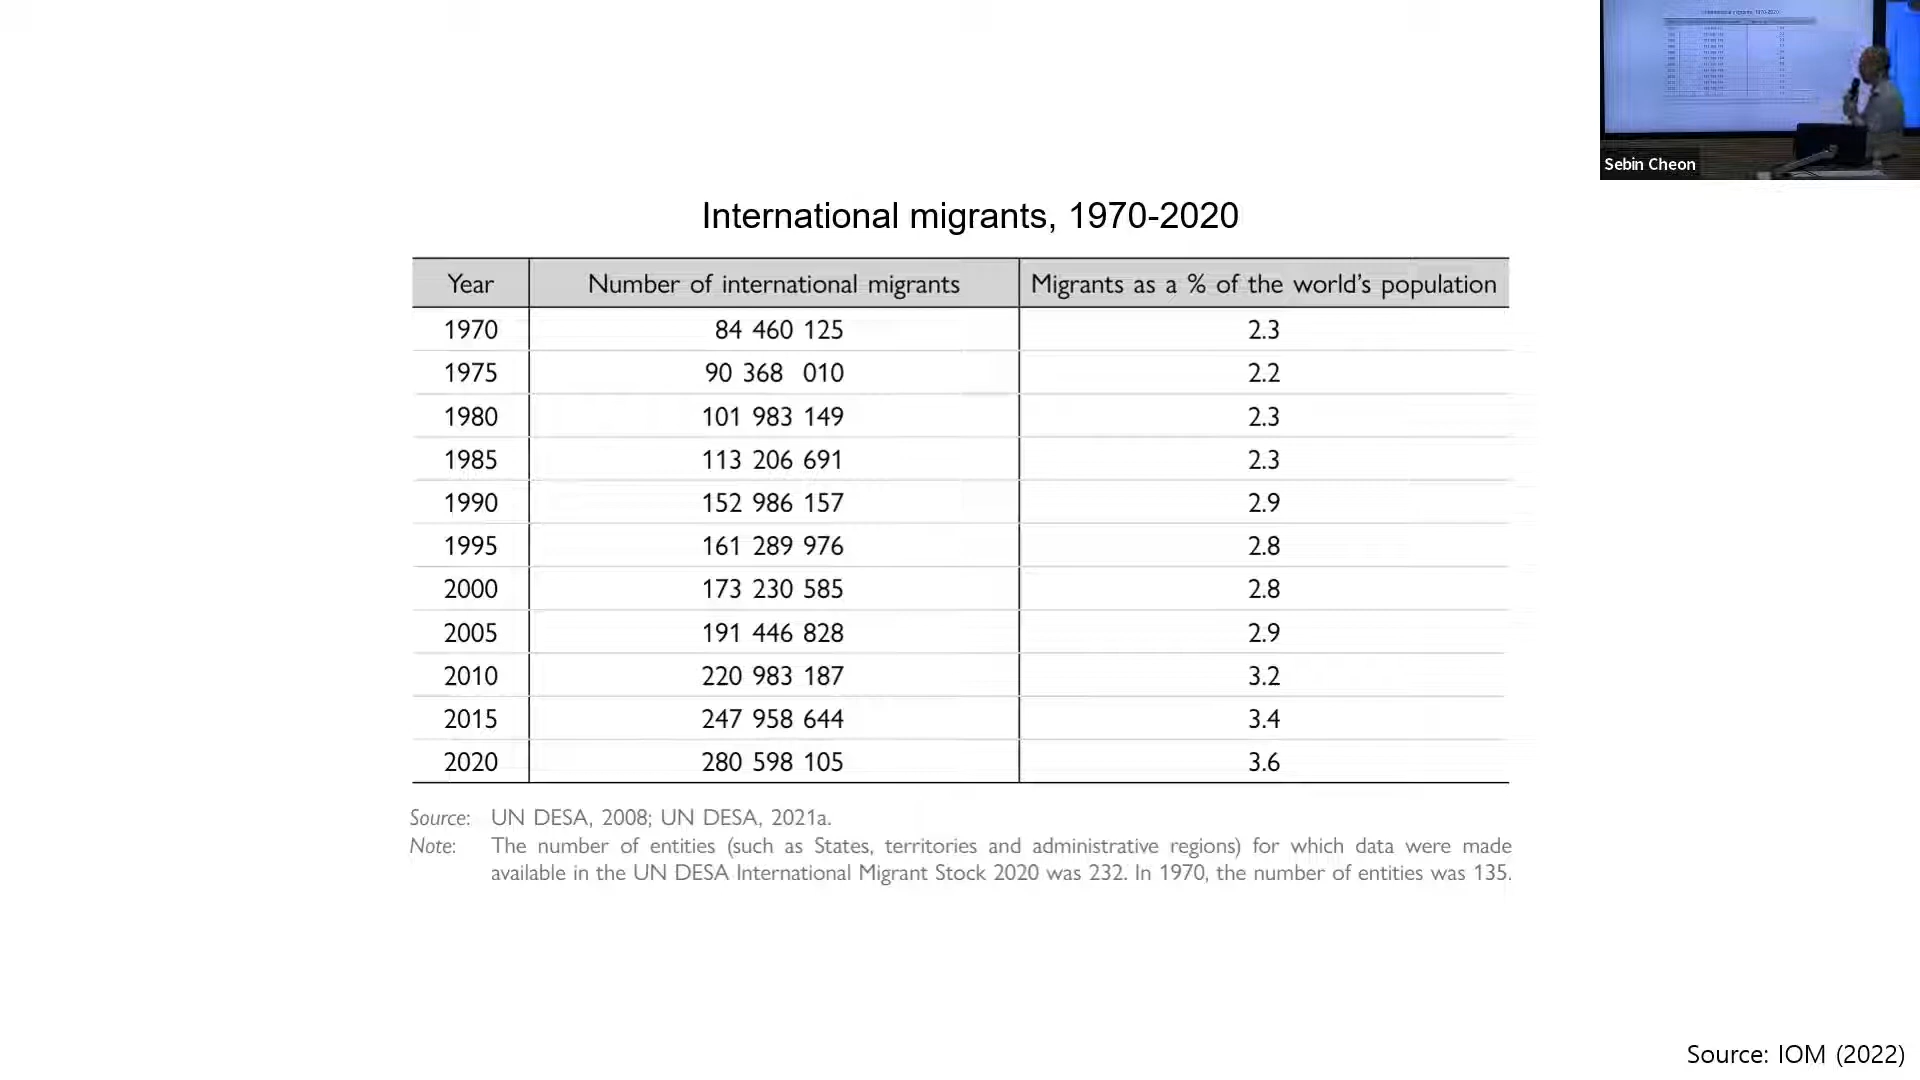 Sebin Cheon
International migrants, 1970-2020
Year Number of international migrants Migrants as a % of the world's population
1970 84 460 125 2.3
1975 90 368 010 2.2
1980 101 983 149 2.3
1985 113 206 691 2.3
1990 152 986 157 2.9
1995 161 289 976 2.8
2000 173 230 585 2.8
2005 191 446 828 2.9
2010 220 983 187 3.2
2015 247 958 644 3.4
2020 280 598 105 3.6
Source: UN DESA, 2008; UN DESA, 2021a.
Note: The number of entities (such as States, territories and administrative regions) for which data were made
available in the UN DESA International Migrant Stock 2020 was 232. In 1970, the number of entities was 135.
Source: IOM (2022)